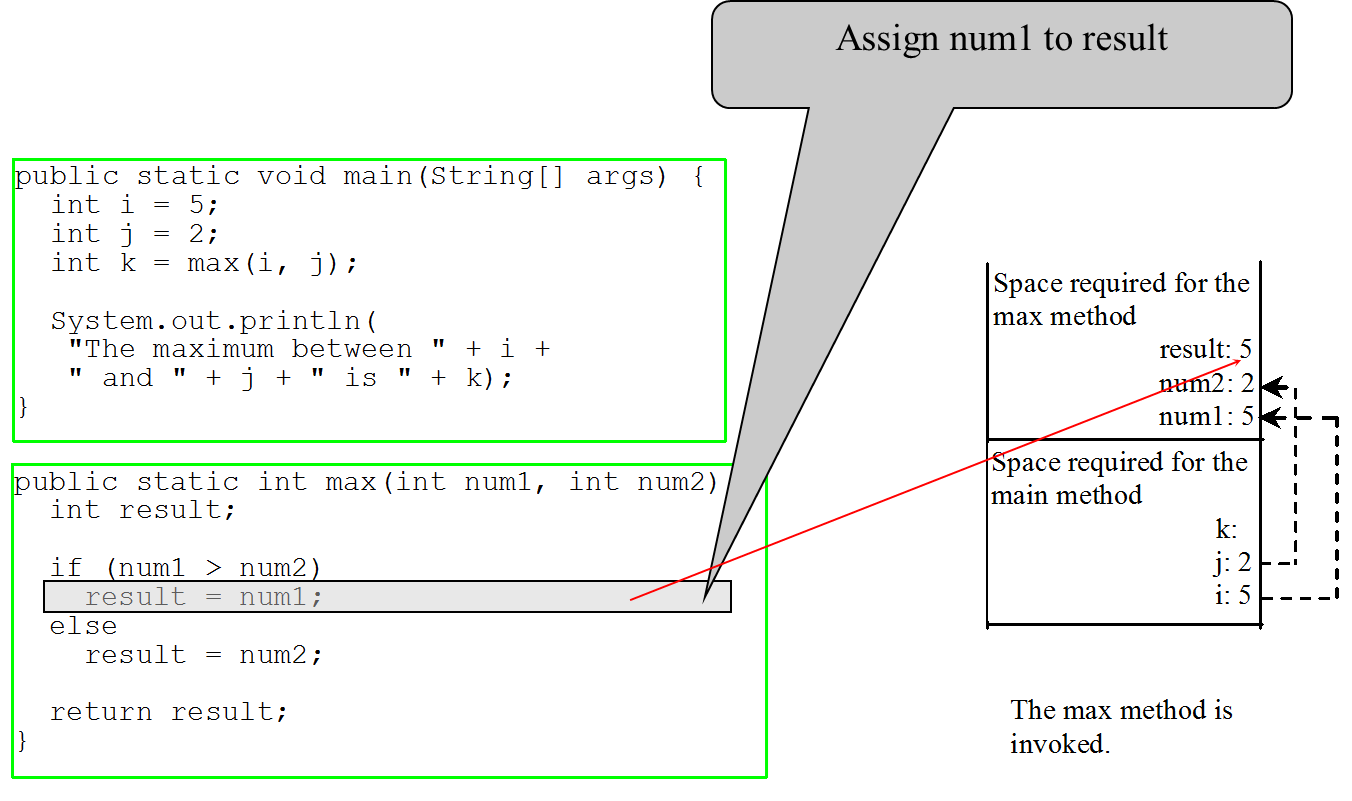 Assign num1 to result
public static void main(String[] args) {
  int i = 5;
  int j = 2;
  int k = max(i, j);
  System.out.println(
   "The maximum between " + i +
   " and " + j + " is " + k);
}
public static int max(int num1, int num2)
  int result;
  if (num1 > num2)
    result = num1;
  else
    result = num2;
  return result;
}
Space required for the
max method
result: 5
num2: 2
num1: 5
Space required for the
main method
k:
j: 2
i: 5
The max method is
invoked.